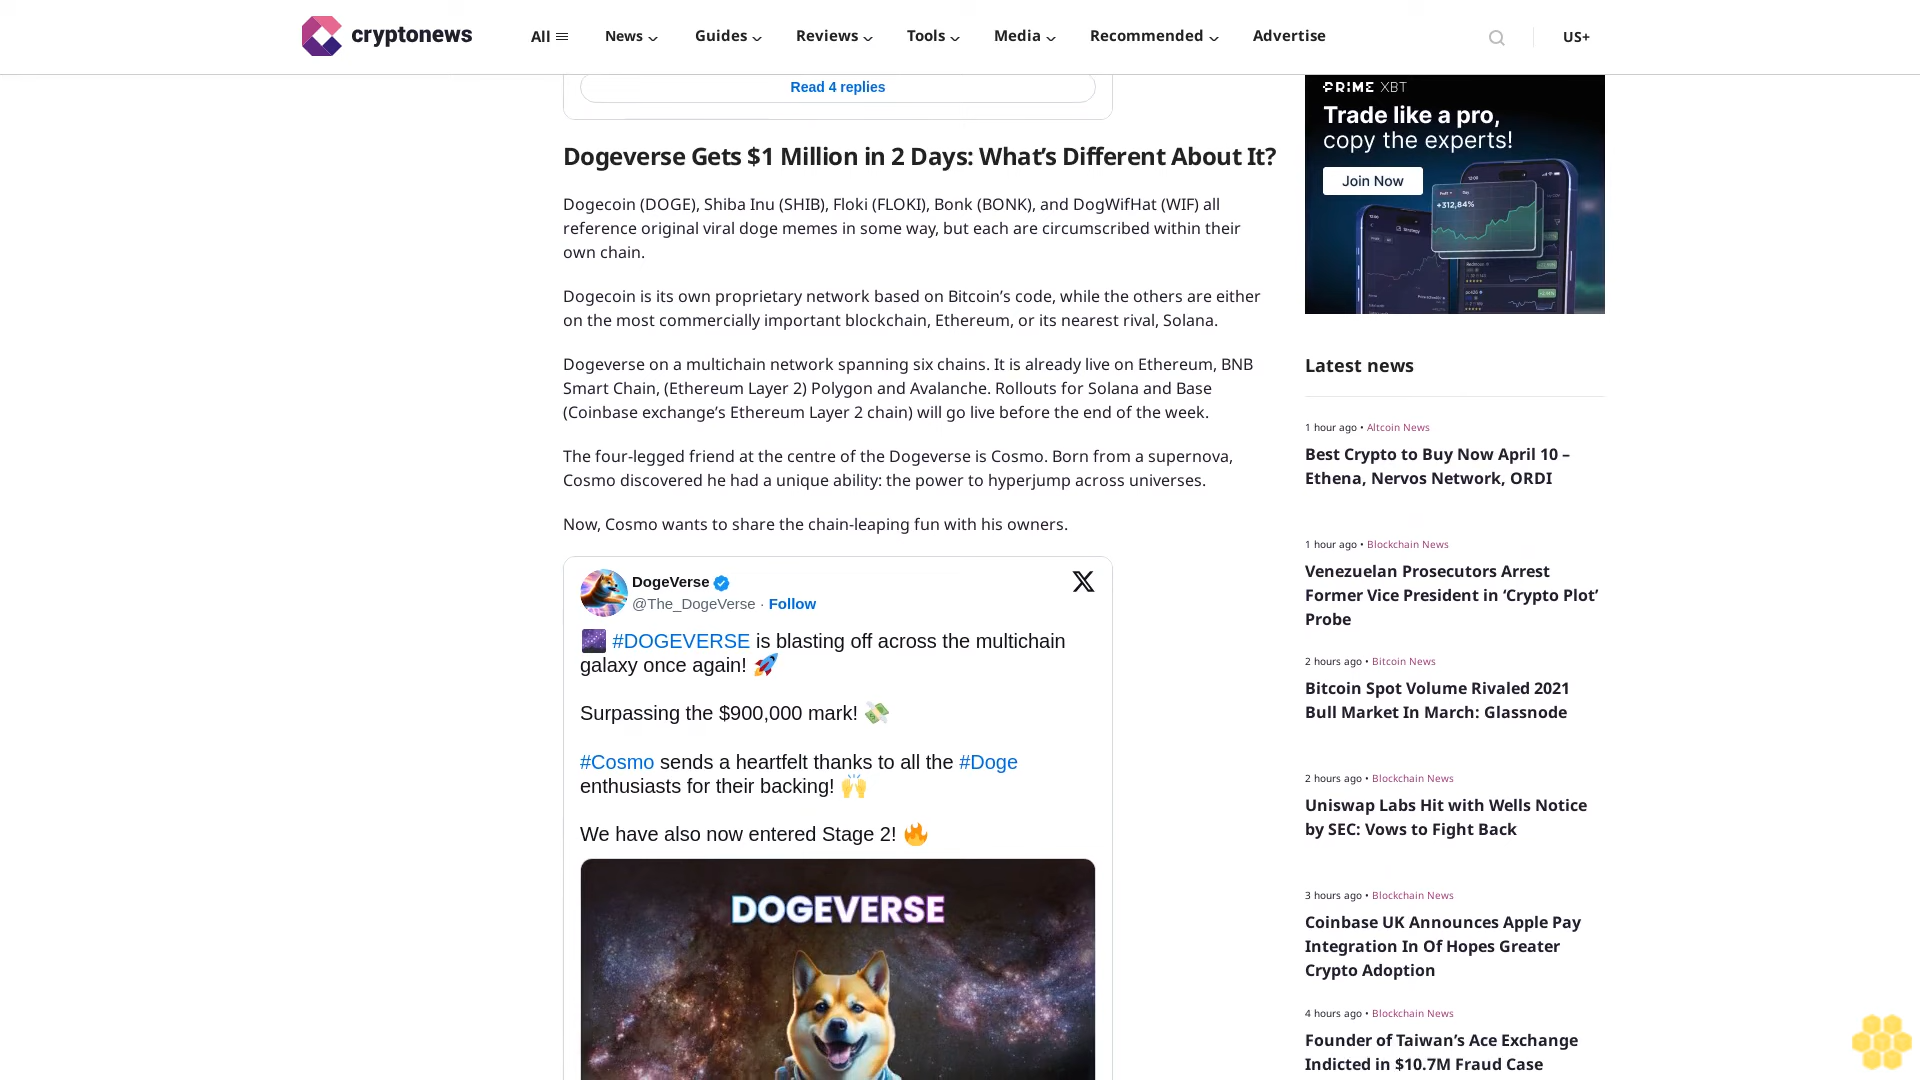 cryptonews
All
News
Guides
Reviews
Tools
Media
Recommended
Advertise
US+
Read 4 replies
Dogeverse Gets $1 Million in 2 Days: What’s Different About It?
Dogecoin (DOGE), Shiba Inu (SHIB), Floki (FLOKI), Bonk (BONK), and DogWifHat (WIF) all
reference original viral doge memes in some way, but each are circumscribed within their
own chain.
Dogecoin is its own proprietary network based on Bitcoin’s code, while the others are either
on the most commercially important blockchain, Ethereum, or its nearest rival, Solana.
Dogeverse on a multichain network spanning six chains. It is already live on Ethereum, BNB
Smart Chain, (Ethereum Layer 2) Polygon and Avalanche. Rollouts for Solana and Base
(Coinbase exchange’s Ethereum Layer 2 chain) will go live before the end of the week.
The four-legged friend at the centre of the Dogeverse is Cosmo. Born from a supernova,
Cosmo discovered he had a unique ability: the power to hyperjump across universes.
Now, Cosmo wants to share the chain-leaping fun with his owners.
DogeVerse
@The_DogeVerse · Follow
#DOGEVERSE is blasting off across the multichain
galaxy once again! 🚀
Surpassing the $900,000 mark! 💸
#Cosmo sends a heartfelt thanks to all the #Doge
enthusiasts for their backing! 🙌
We have also now entered Stage 2! 🔥
DOGEVERSE
PRIME XBT
Trade like a pro,
copy the experts!
Join Now
+312,84%
Latest news
1 hour ago • Altcoin News
Best Crypto to Buy Now April 10 –
Ethena, Nervos Network, ORDI
1 hour ago • Blockchain News
Venezuelan Prosecutors Arrest
Former Vice President in ‘Crypto Plot’
Probe
2 hours ago • Bitcoin News
Bitcoin Spot Volume Rivaled 2021
Bull Market In March: Glassnode
2 hours ago • Blockchain News
Uniswap Labs Hit with Wells Notice
by SEC: Vows to Fight Back
3 hours ago • Blockchain News
Coinbase UK Announces Apple Pay
Integration In Of Hopes Greater
Crypto Adoption
4 hours ago • Blockchain News
Founder of Taiwan’s Ace Exchange
Indicted in $10.7M Fraud Case